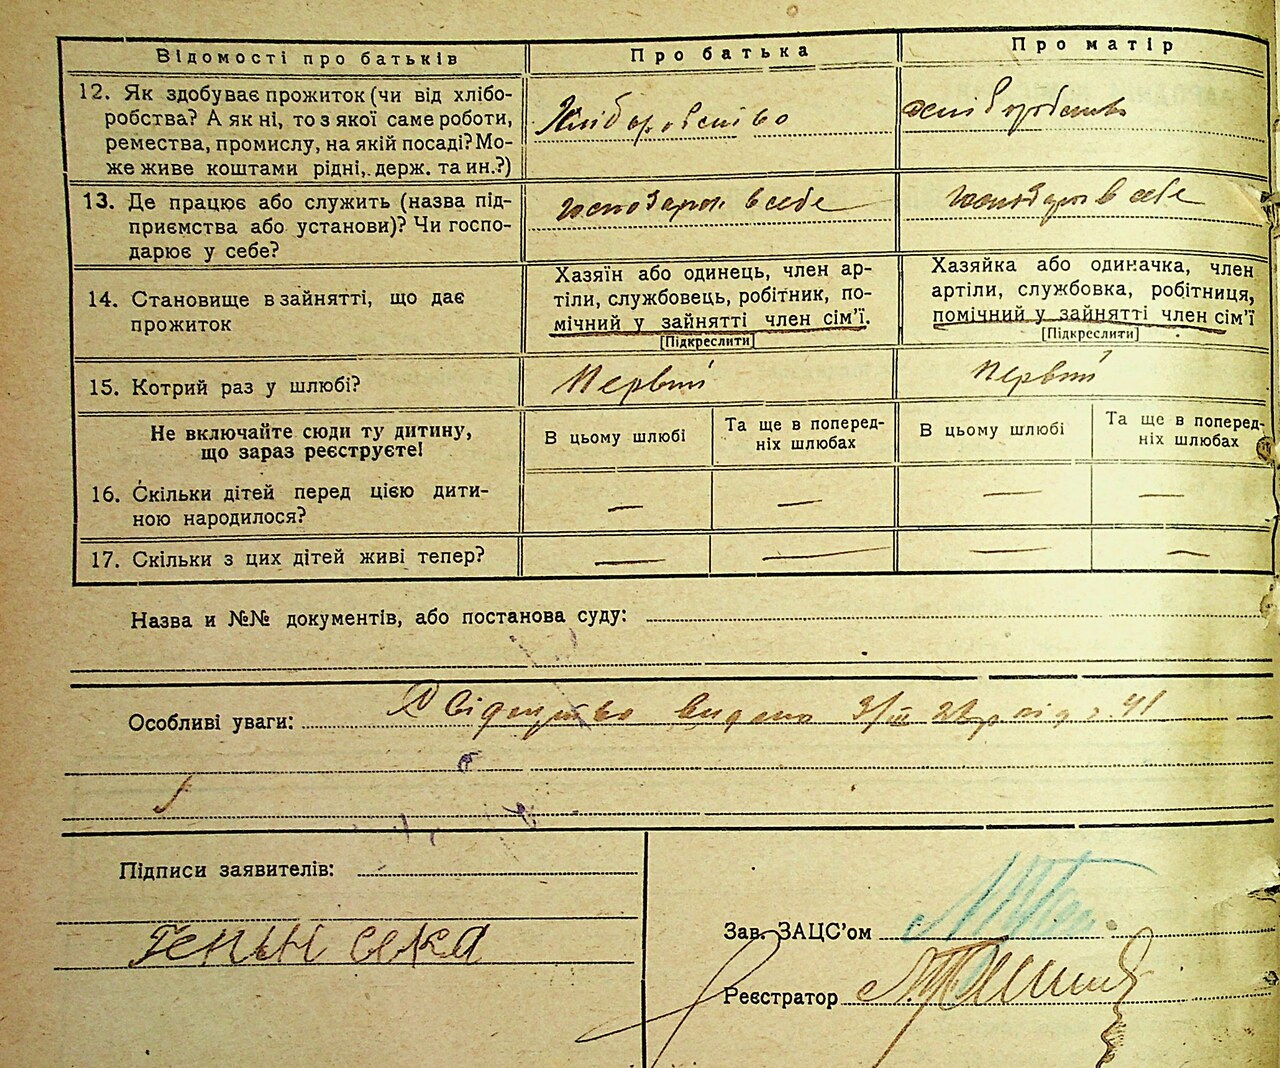 Відомості про батьків
Про батька
Про матір
12. Як здобуває прожиток (чи від хлібо-
робства? А як ні, то з якої саме роботи,
ремества, промислу, на якій посаді? Мо-
же живе коштами рідні, держ. та ин.?)
Хліборобство
хліборобство
13. Де працює або служить (назва під-
приємства або установи)? Чи госпо-
дарює у себе?
в себе
в себе
14. Становище в зайнятті, що дає
прожиток
Хазяїн або одинець, член ар-
тіли, службовець, робітник, по-
мічний у зайнятті член сім’ї.
[Підкреслити]
Хазяйка або одиначка, член
артіли, службовка, робітниця,
помічний у зайнятті член сім’ї
[Підкреслити]
15. Котрий раз у шлюбі?
Первий
Первий
Не включайте сюди ту дитину,
що зараз реєструєте!
В цьому шлюбі
Та ще в поперед-
ніх шлюбах
В цьому шлюбі
Та ще в поперед-
ніх шлюбах
16. Скільки дітей перед цією дити-
ною народилося?
— — — —
17. Скільки з цих дітей живі тепер?
— — — —
Назва и №№ документів, або постанова суду:
Особливі уваги:
Підписи заявителів:
Зав. ЗАЦС’ом
Реєстратор